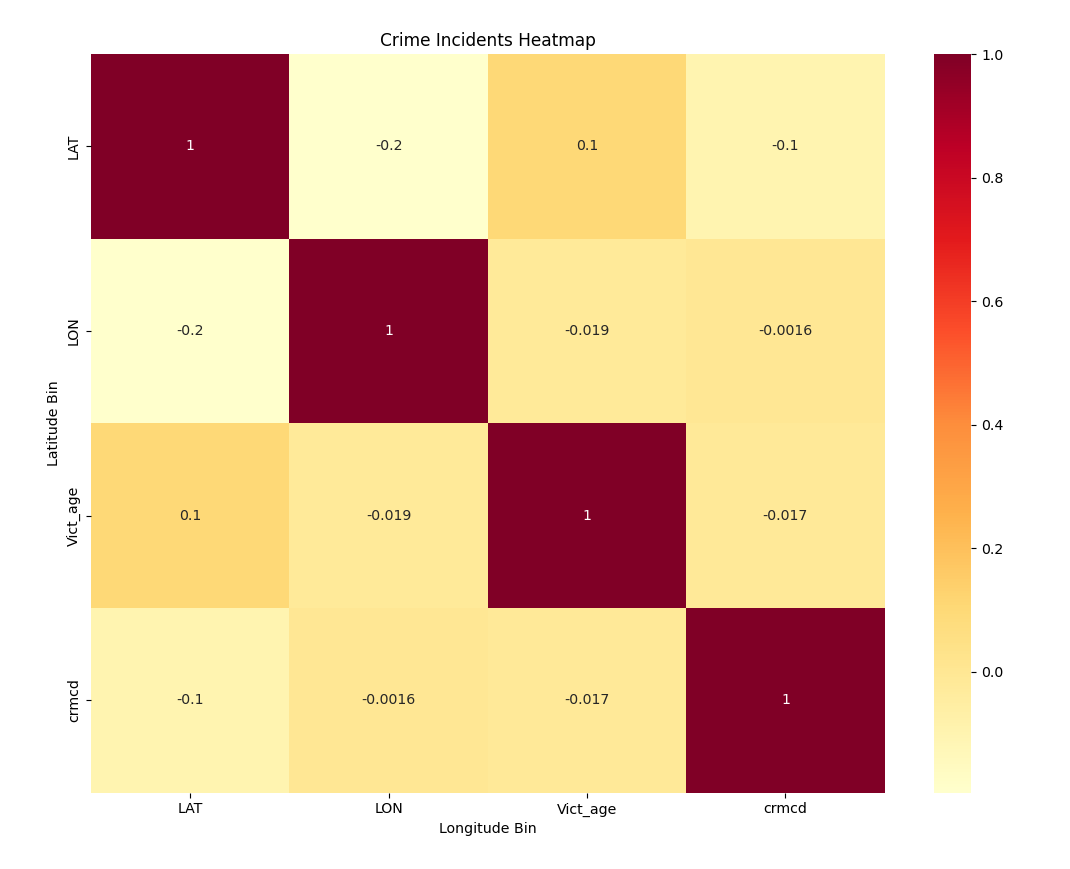 Crime Incidents Heatmap
LAT 1 -0.2 0.1 -0.1
LON -0.2 1 -0.019 -0.0016
Vict_age 0.1 -0.019 1 -0.017
crmcd -0.1 -0.0016 -0.017 1
Latitude Bin
LAT LON Vict_age crmcd
Longitude Bin
1.0
0.8
0.6
0.4
0.2
0.0